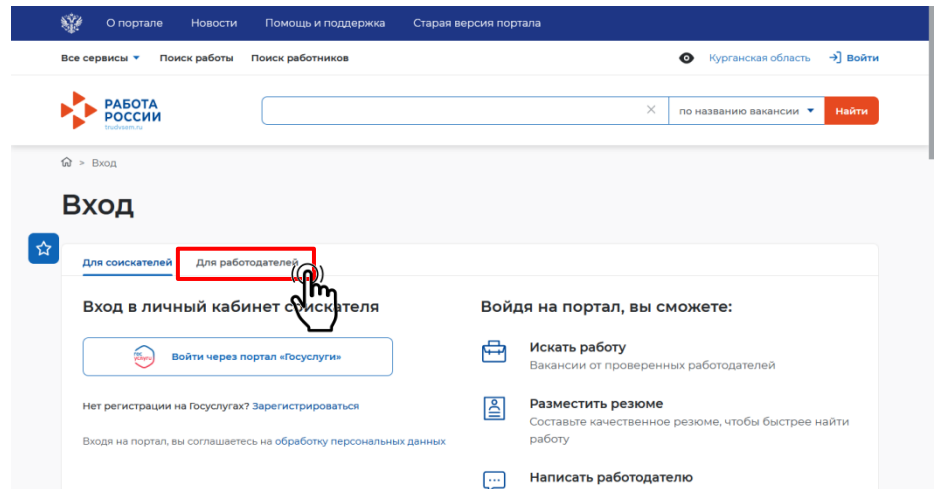 О портале Новости Помощь и поддержка Старая версия портала
Все сервисы Поиск работы Поиск работников Курганская область Войти
РАБОТА
РОССИИ
trudvsem.ru
по названию вакансии Найти
> Вход
Вход
Для соискателей Для работодателей
Вход в личный кабинет соискателя
гос
услуги
Войти через портал «Госуслуги»
Нет регистрации на Госуслугах? Зарегистрироваться
Входя на портал, вы соглашаетесь на обработку персональных данных
Войдя на портал, вы сможете:
Искать работу
Вакансии от проверенных работодателей
Разместить резюме
Составьте качественное резюме, чтобы быстрее найти
работу
Написать работодателю